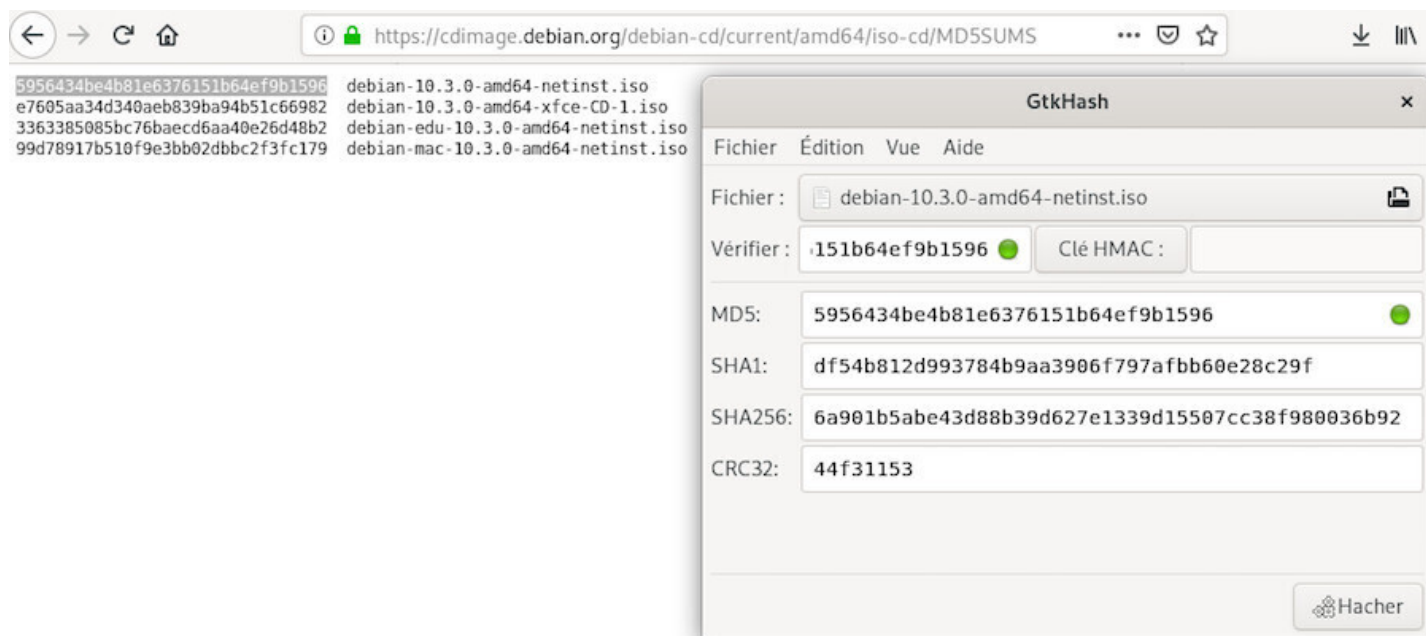 https://cdimage.debian.org/debian-cd/current/amd64/iso-cd/MD5SUMS
5956434be4b81e6376151b64ef9b1596 debian-10.3.0-amd64-netinst.iso
e7605aa34d340aeb839ba94b51c66982 debian-10.3.0-amd64-xfce-CD-1.iso
3363385085bc76baecd6aa40e26d48b2 debian-edu-10.3.0-amd64-netinst.iso
99d78917b510f9e3bb02dbbc2f3fc179 debian-mac-10.3.0-amd64-netinst.iso
GtkHash
Fichier Édition Vue Aide
Fichier : debian-10.3.0-amd64-netinst.iso
Vérifier : 151b64ef9b1596 Clé HMAC :
MD5: 5956434be4b81e6376151b64ef9b1596
SHA1: df54b812d993784b9aa3906f797afbb60e28c29f
SHA256: 6a901b5abe43d88b39d627e1339d15507cc38f980036b92
CRC32: 44f31153
Hacher